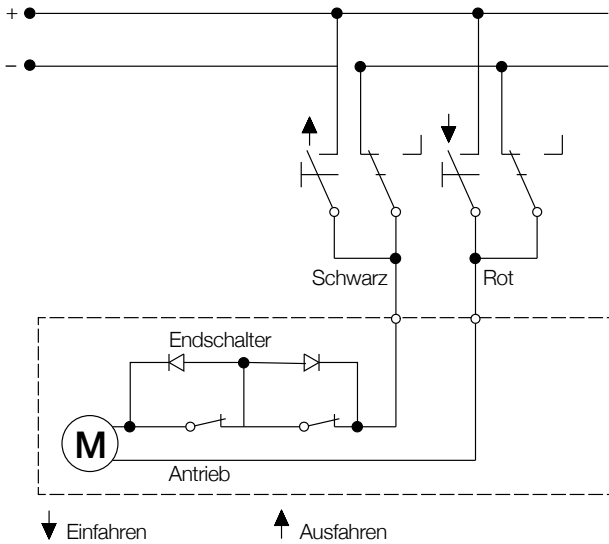 +
–
Schwarz
Rot
Endschalter
M
Antrieb
Einfahren
Ausfahren